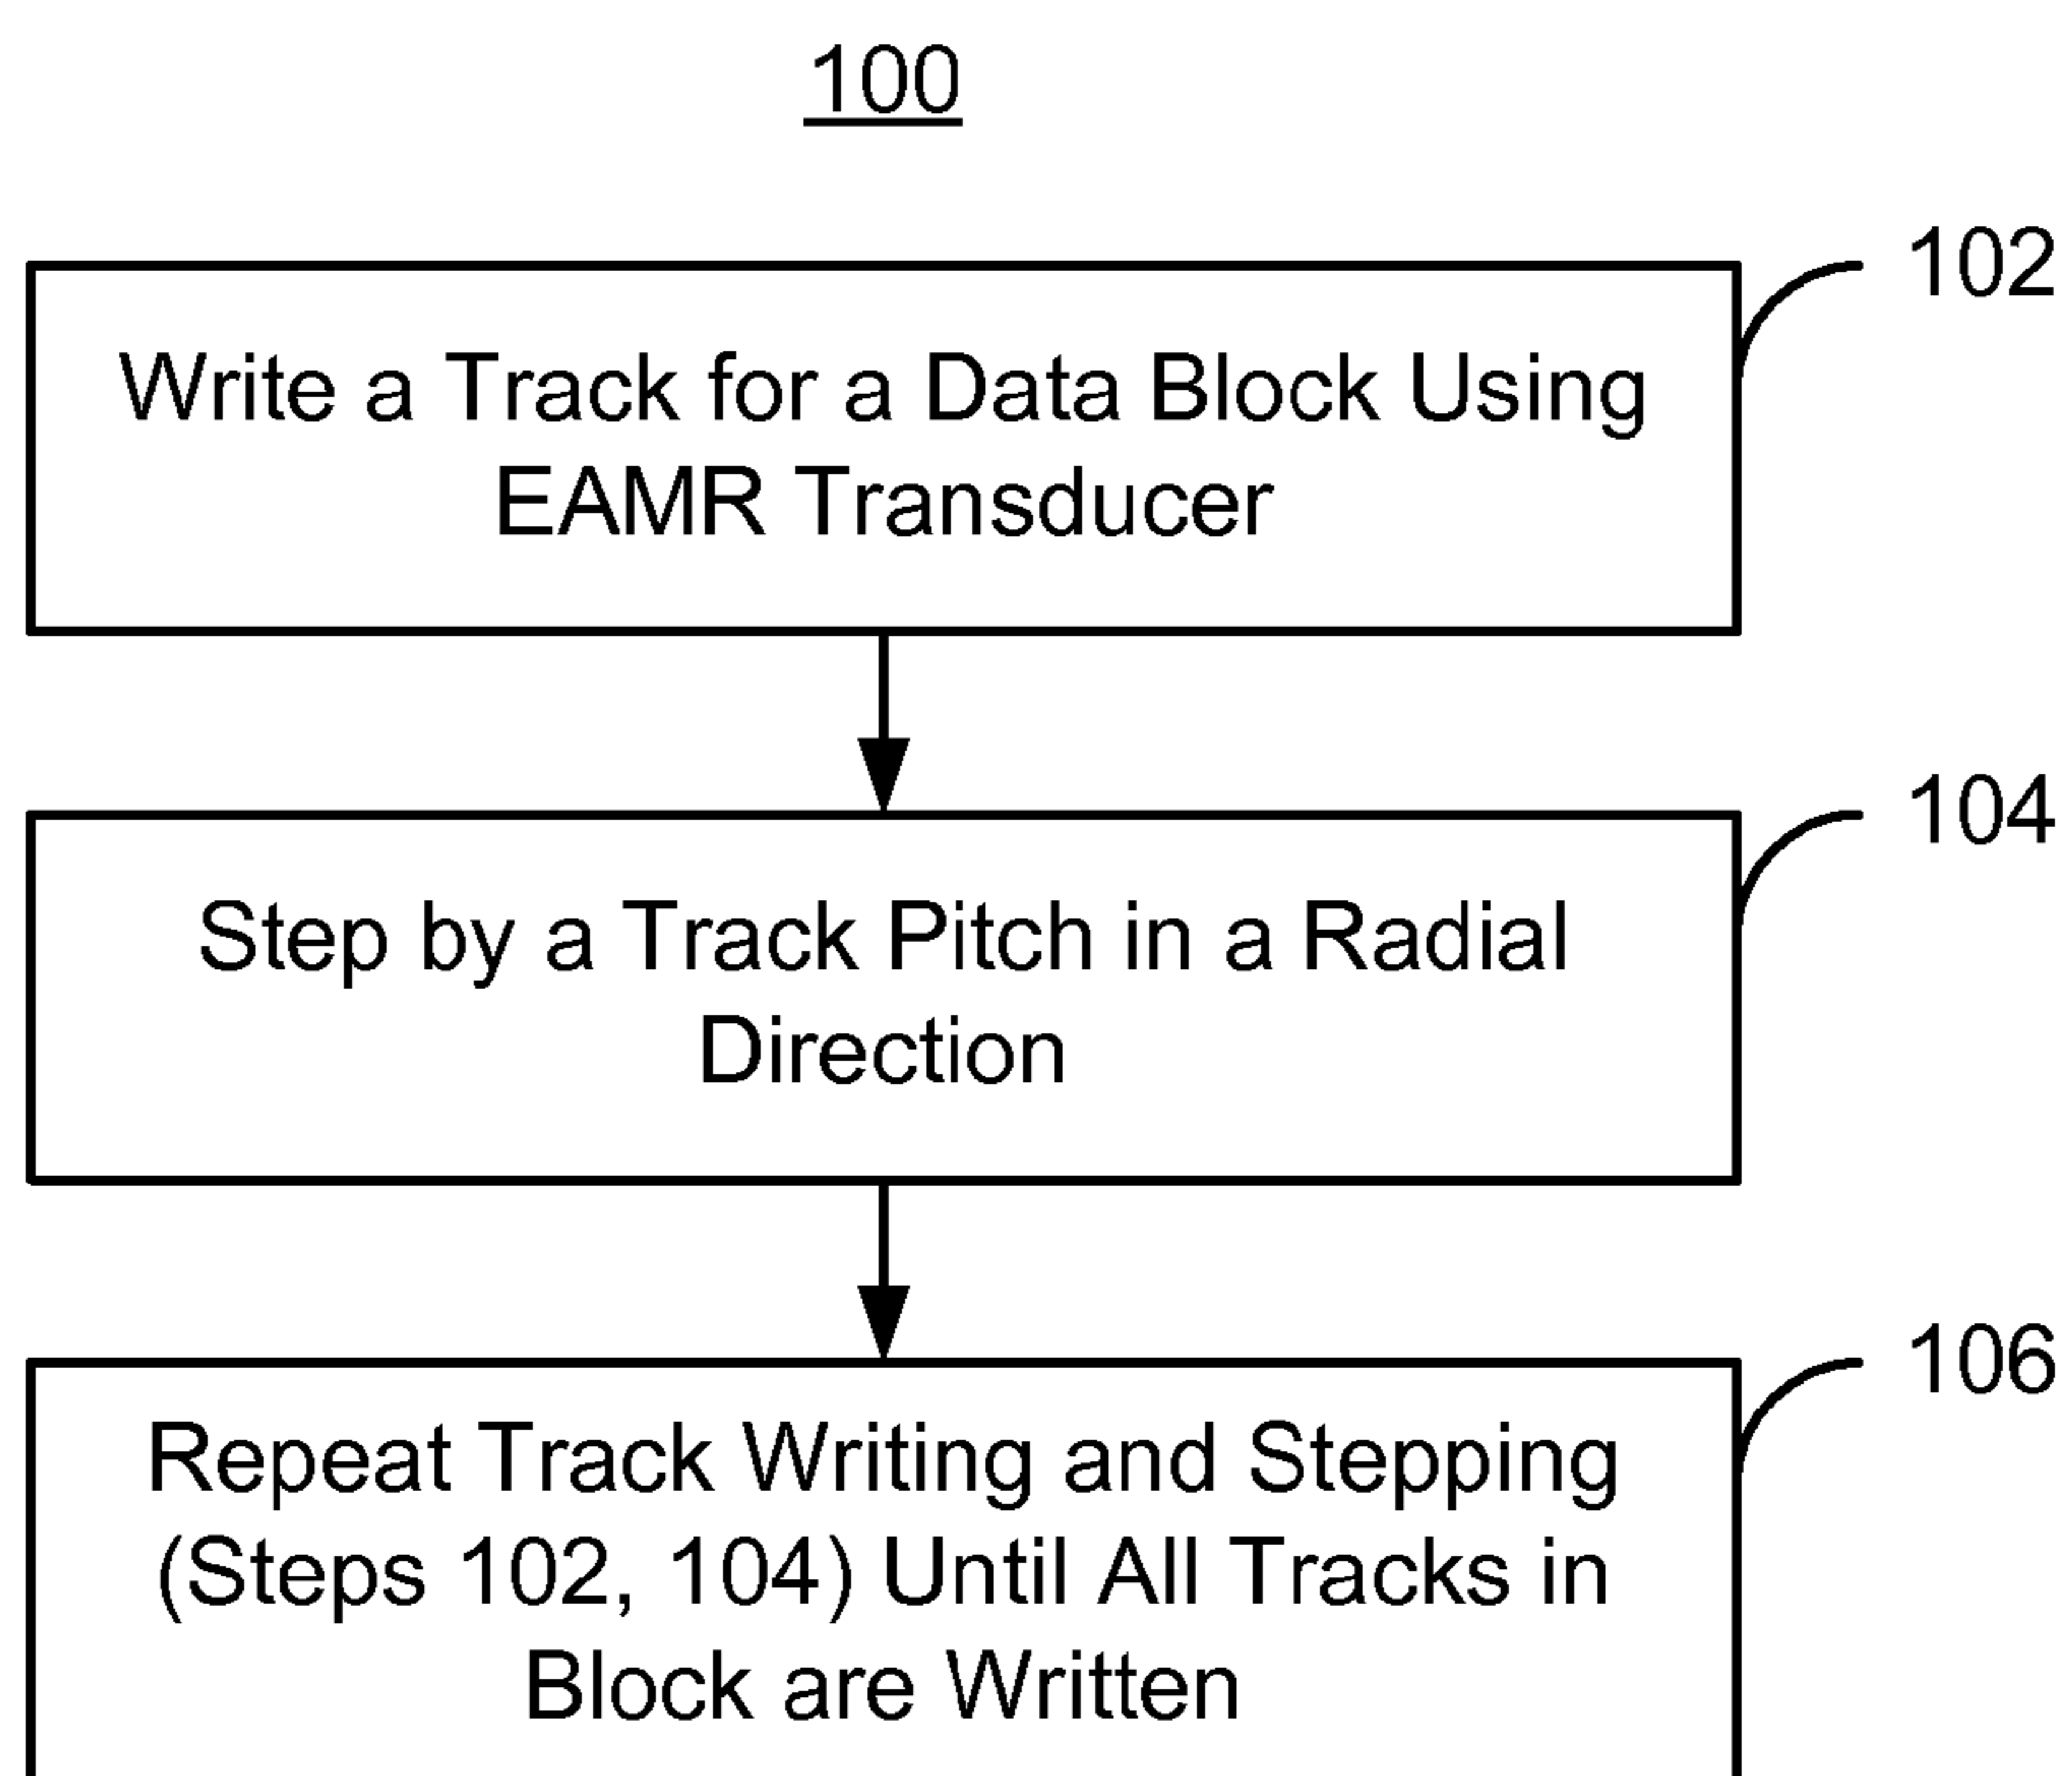 100
102
Write a Track for a Data Block Using
EAMR Transducer
104
Step by a Track Pitch in a Radial
Direction
106
Repeat Track Writing and Stepping
(Steps 102, 104) Until All Tracks in
Block are Written